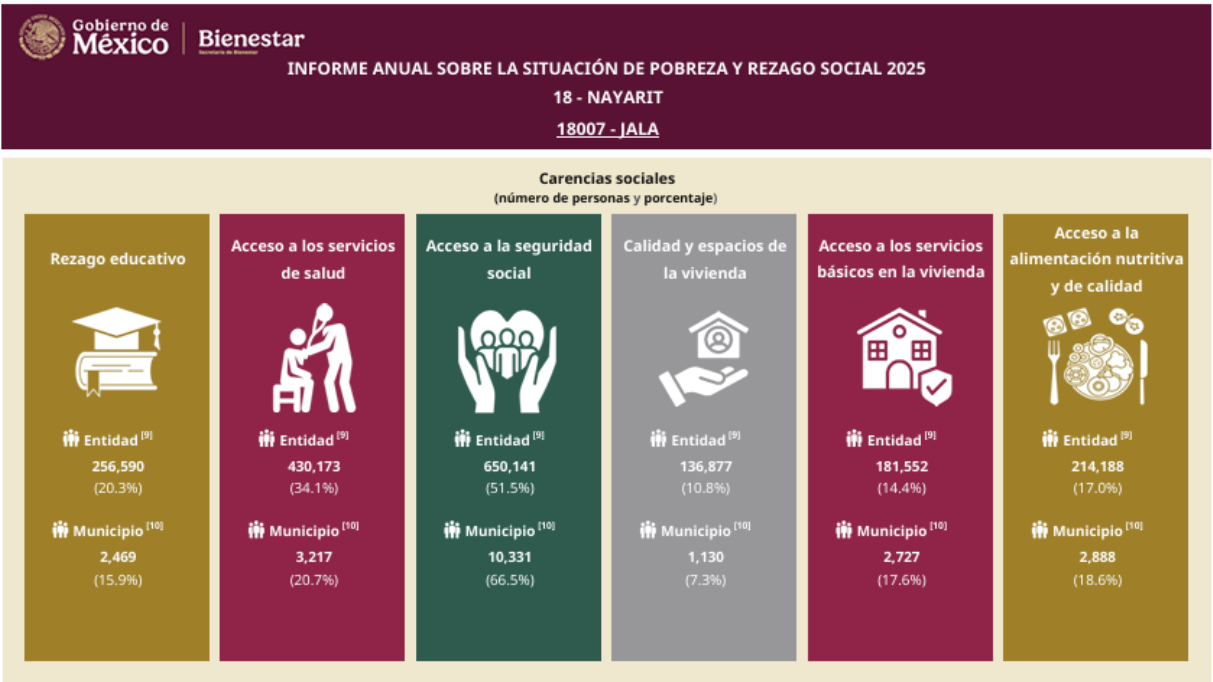 Gobierno de
México
Bienestar
Secretaría de Bienestar
INFORME ANUAL SOBRE LA SITUACIÓN DE POBREZA Y REZAGO SOCIAL 2025
18 - NAYARIT
18007 - JALA
Carencias sociales
(número de personas y porcentaje)
Rezago educativo
Entidad [9]
256,590
(20.3%)
Municipio [10]
2,469
(15.9%)
Acceso a los servicios
de salud
Entidad [9]
430,173
(34.1%)
Municipio [10]
3,217
(20.7%)
Acceso a la seguridad
social
Entidad [9]
650,141
(51.5%)
Municipio [10]
10,331
(66.5%)
Calidad y espacios de
la vivienda
Entidad [9]
136,877
(10.8%)
Municipio [10]
1,130
(7.3%)
Acceso a los servicios
básicos en la vivienda
Entidad [9]
181,552
(14.4%)
Municipio [10]
2,727
(17.6%)
Acceso a la
alimentación nutritiva
y de calidad
Entidad [9]
214,188
(17.0%)
Municipio [10]
2,888
(18.6%)